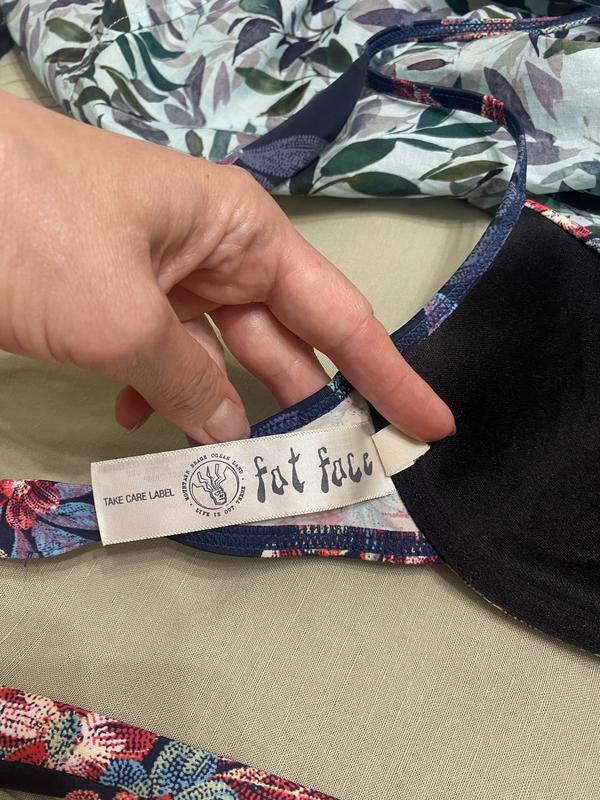 TAKE CARE LABEL
MOUNTAIN BEACH OCEAN LAND
LIFE IS OUT THERE
fat face